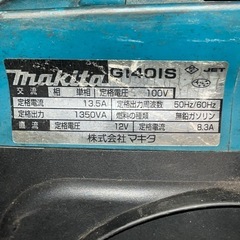 makita G140IS JET
交流 相 単相 定格電圧 100V
定格電流 13.5A 定格出力周波数 50Hz/60Hz
定格出力 1350VA 燃料の種類 無鉛ガソリン
直流 定格電圧 12V 定格電流 8.3A
株式会社 マキタ